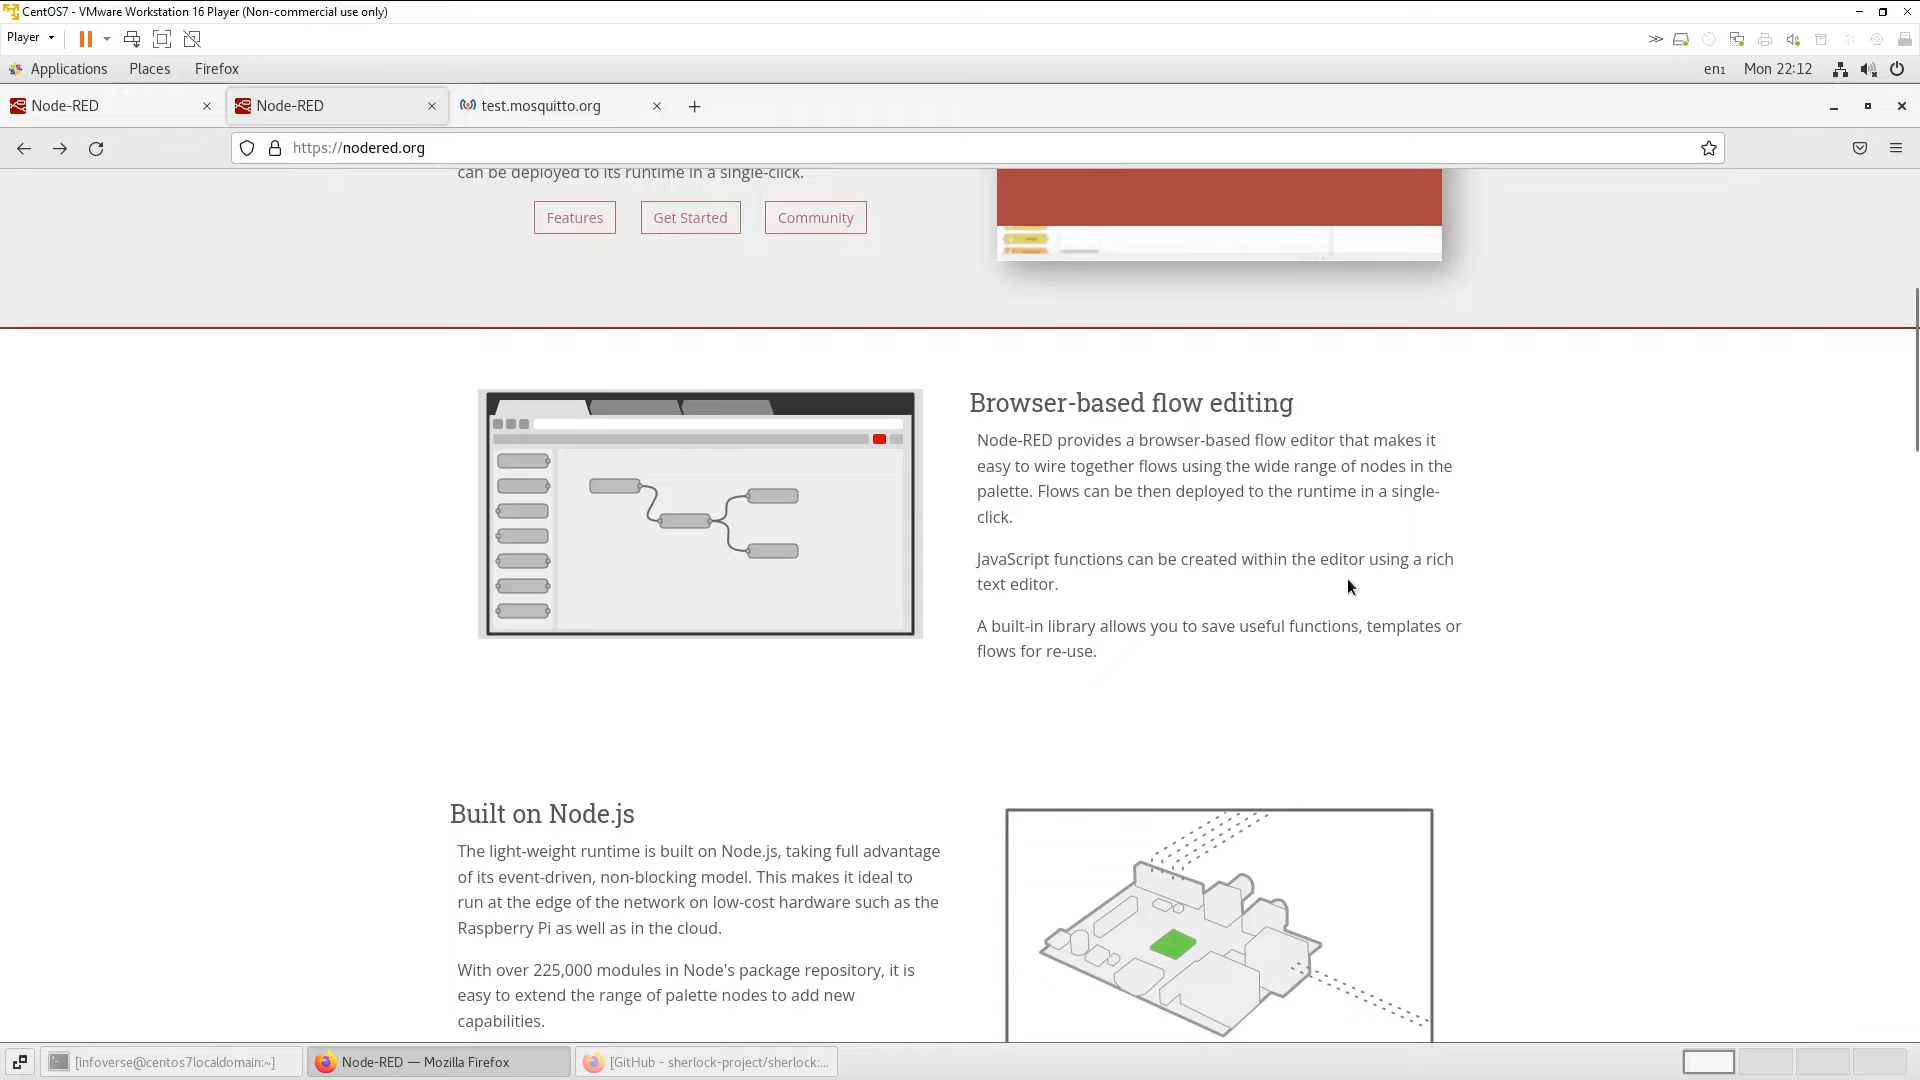 CentOS7 - VMware Workstation 16 Player (Non-commercial use only)
Player
Applications Places Firefox en1 Mon 22:12
Node-RED Node-RED test.mosquitto.org
https://nodered.org
can be deployed to its runtime in a single-click.
Features Get Started Community
Browser-based flow editing
Node-RED provides a browser-based flow editor that makes it
easy to wire together flows using the wide range of nodes in the
palette. Flows can be then deployed to the runtime in a single-
click.
JavaScript functions can be created within the editor using a rich
text editor.
A built-in library allows you to save useful functions, templates or
flows for re-use.
Built on Node.js
The light-weight runtime is built on Node.js, taking full advantage
of its event-driven, non-blocking model. This makes it ideal to
run at the edge of the network on low-cost hardware such as the
Raspberry Pi as well as in the cloud.
With over 225,000 modules in Node's package repository, it is
easy to extend the range of palette nodes to add new
capabilities.
[infoverse@centos7localdomain:~] Node-RED — Mozilla Firefox [GitHub - sherlock-project/sherlock:...